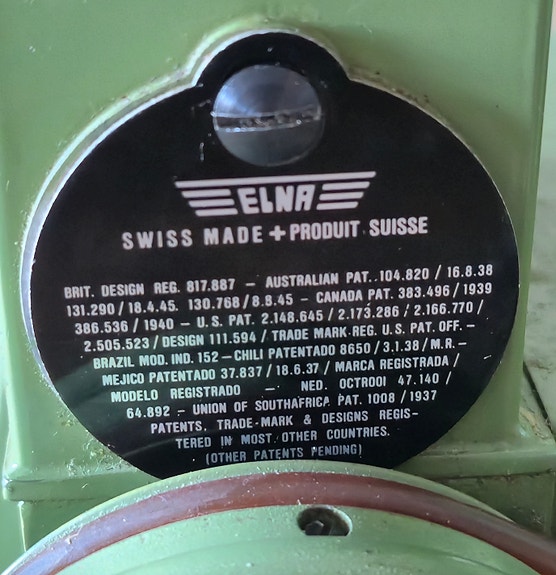 ELNA
SWISS MADE + PRODUIT SUISSE
BRIT. DESIGN REG. 817.887 – AUSTRALIAN PAT. 104.820 / 16.8.38
131.290 / 18.4.45. 130.768 / 8.9.45 – CANADA PAT. 383.496 / 1939
386.536 / 1940 – U.S. PAT. 2.148.645 / 2.173.286 / 2.166.770 /
2.505.523 / DESIGN 111.594 / TRADE MARK REG. U.S. PAT. OFF. –
BRAZIL MOD. IND. 152 – CHILI PATENTADO 8650 / 3.1.38 / M.R. –
MEJICO PATENTADO 37.837 / 18.6.37 / MARCA REGISTRADA /
MODELO REGISTRADO – NED. OCTROOI 47.140 /
64.892 – UNION OF SOUTHAFRICA PAT. 1008 / 1937
PATENTS, TRADE-MARK & DESIGNS REGIS-
TERED IN MOST OTHER COUNTRIES.
(OTHER PATENTS PENDING)